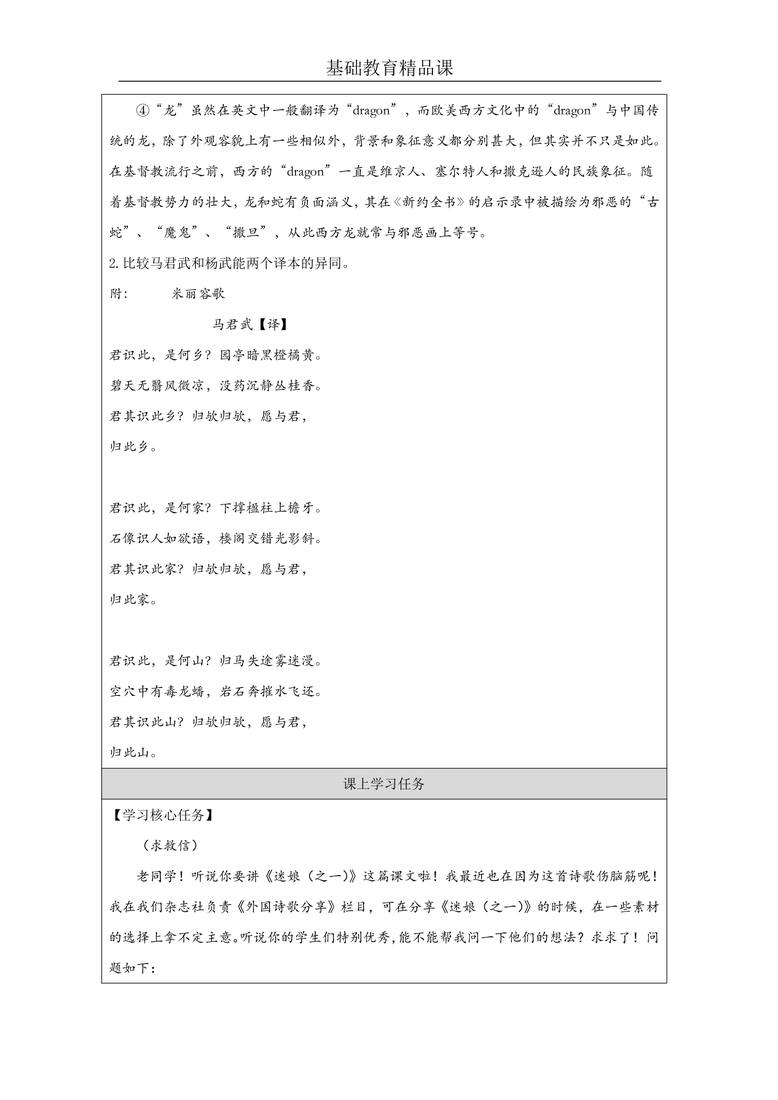 基础教育精品课
④“龙”虽然在英文中一般翻译为“dragon”，而欧美西方文化中的“dragon”与中国传
统的龙，除了外观容貌上有一些相似外，背景和象征意义都分别甚大，但其实并不只是如此。
在基督教流行之前，西方的“dragon”一直是维京人、塞尔特人和撒克逊人的民族象征。随
着基督教势力的壮大，龙和蛇有负面涵义，其在《新约全书》的启示录中被描绘为邪恶的“古
蛇”、“魔鬼”、“撒旦”，从此西方龙就常与邪恶画上等号。
2.比较马君武和杨武能两个译本的异同。
附： 米丽容歌
马君武【译】
君识此，是何乡？园亭暗黑橙橘黄。
碧天无翳风微凉，没药沉静丛桂香。
君其识此乡？归欤归欤，愿与君，
归此乡。
君识此，是何家？下撑楹柱上檐牙。
石像识人如欲语，楼阁交错光影斜。
君其识此家？归欤归欤，愿与君，
归此家。
君识此，是何山？归马失途雾迷漫。
空穴中有毒龙蟠，岩石奔摧水飞还。
君其识此山？归欤归欤，愿与君，
归此山。
课上学习任务
【学习核心任务】
（求救信）
老同学！听说你要讲《迷娘（之一）》这篇课文啦！我最近也在因为这首诗歌伤脑筋呢！
我在我们杂志社负责《外国诗歌分享》栏目，可在分享《迷娘（之一）》的时候，在一些素材
的选择上拿不定主意。听说你的学生们特别优秀，能不能帮我问一下他们的想法？求求了！问
题如下：